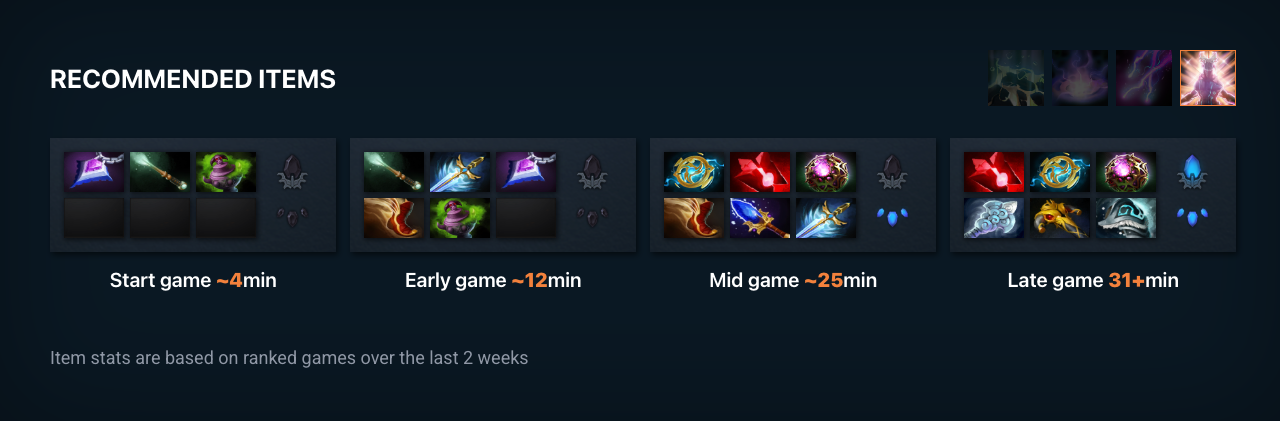 RECOMMENDED ITEMS
Start game ~4min
Early game ~12min
Mid game ~25min
Late game 31+min
Item stats are based on ranked games over the last 2 weeks